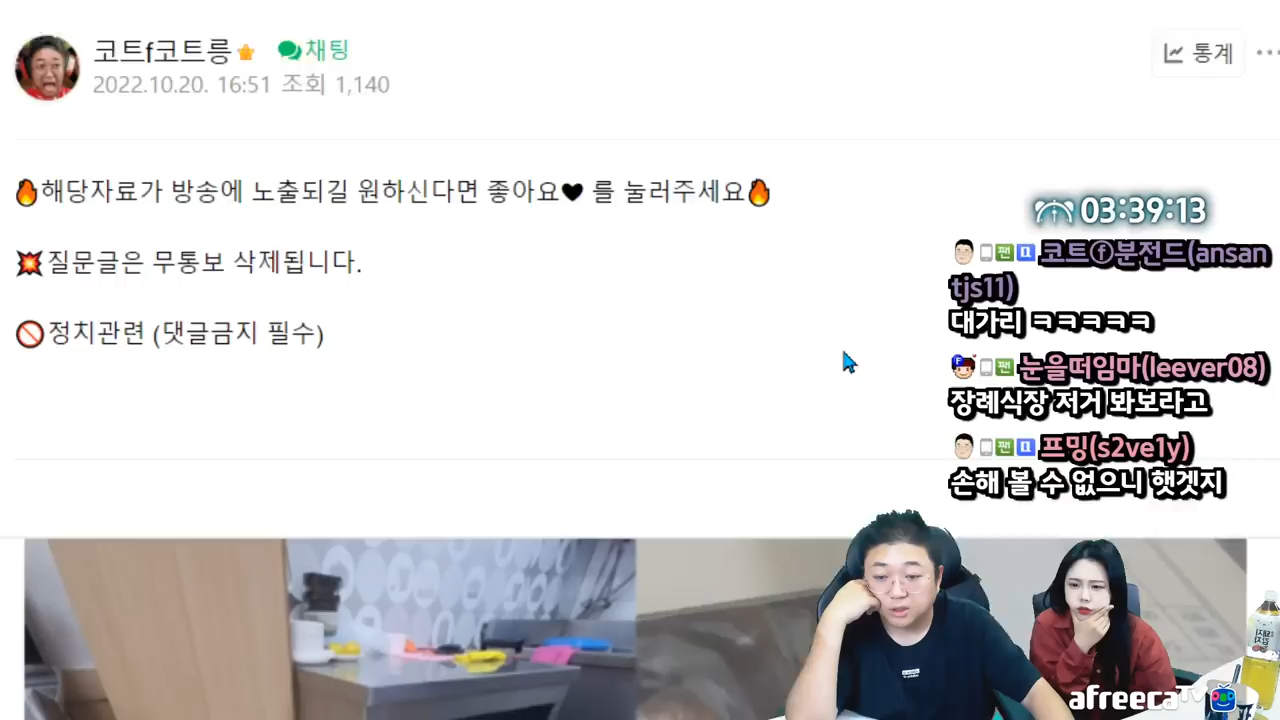 코트f코트릉 채팅
2022.10.20. 16:51 조회 1,140
통계
해당자료가 방송에 노출되길 원하신다면 좋아요🖤 를 눌러주세요
질문글은 무통보 삭제됩니다.
정치관련 (댓글금지 필수)
03:39:13
코트ⓕ분전드(ansan
tjs11)
대가리 ㅋㅋㅋㅋㅋ
눈을떠임마(leever08)
장례식장 저거 봐보라고
프밍(s2ve1y)
손해 볼 수 없으니 햇겟지
afreecaTV